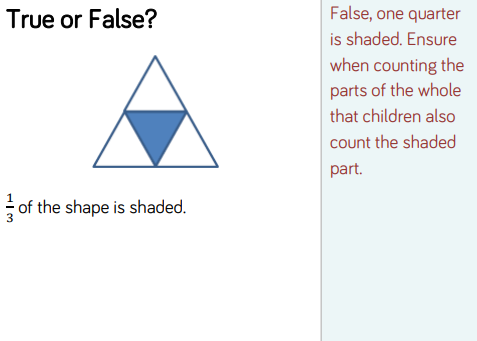 True or False?
1/3 of the shape is shaded.
False, one quarter
is shaded. Ensure
when counting the
parts of the whole
that children also
count the shaded
part.